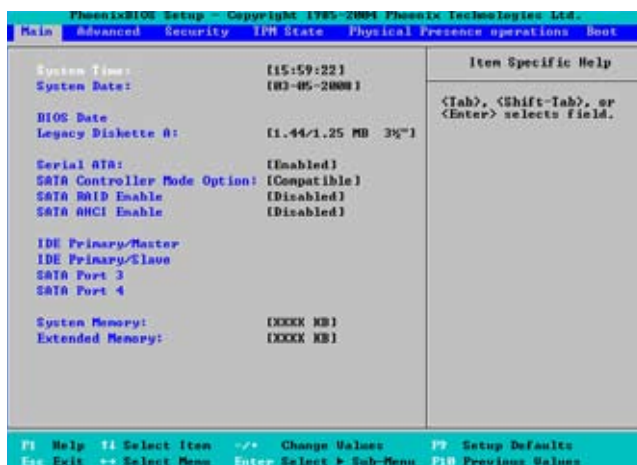 PhoenixBIOS Setup - Copyright 1985-2004 Phoenix Technologies Ltd.
Main Advanced Security TPM State Physical Presence operations Boot
Item Specific Help
System Time: [15:59:22]
System Date: [03-05-2008]
<Tab>, <Shift-Tab>, or
<Enter> selects field.
BIOS Date
Legacy Diskette A: [1.44/1.25 MB 3½"]
Serial ATA: [Enabled]
SATA Controller Mode Option: [Compatible]
SATA RAID Enable [Disabled]
SATA AHCI Enable [Disabled]
IDE Primary/Master
IDE Primary/Slave
SATA Port 3
SATA Port 4
System Memory: [XXXX KB]
Extended Memory: [XXXX KB]
F1 Help ↑↓ Select Item -/+ Change Values F9 Setup Defaults
Esc Exit ↔ Select Menu Enter Select ▶ Sub-Menu F10 Previous Values